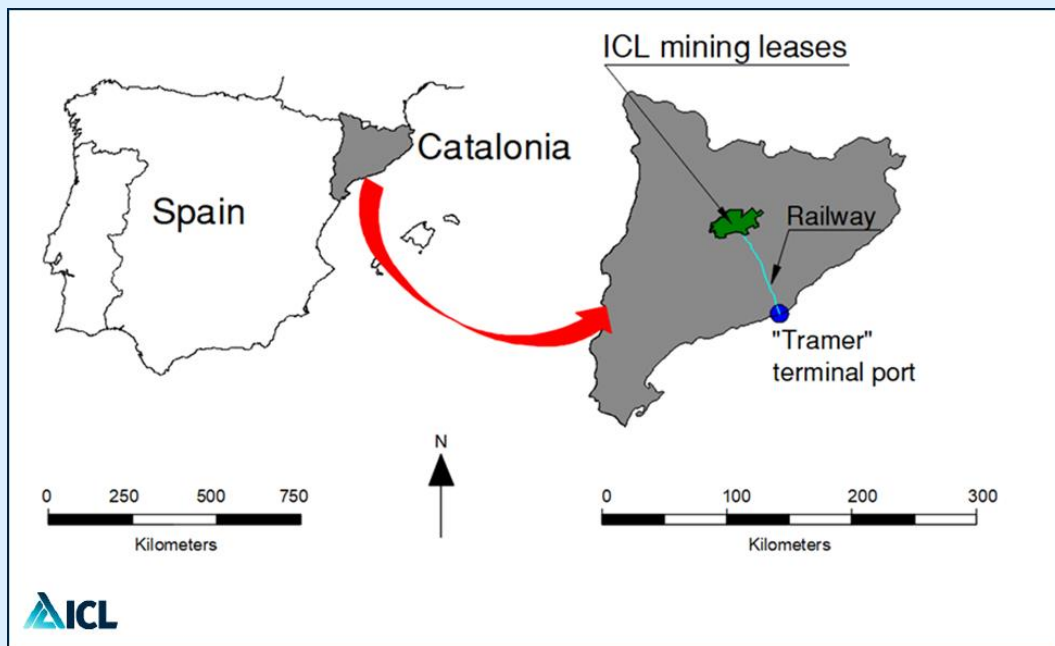 ICL mining leases
Catalonia
Spain
Railway
"Tramer"
terminal port
N
0 250 500 750
Kilometers
0 100 200 300
Kilometers
ICL